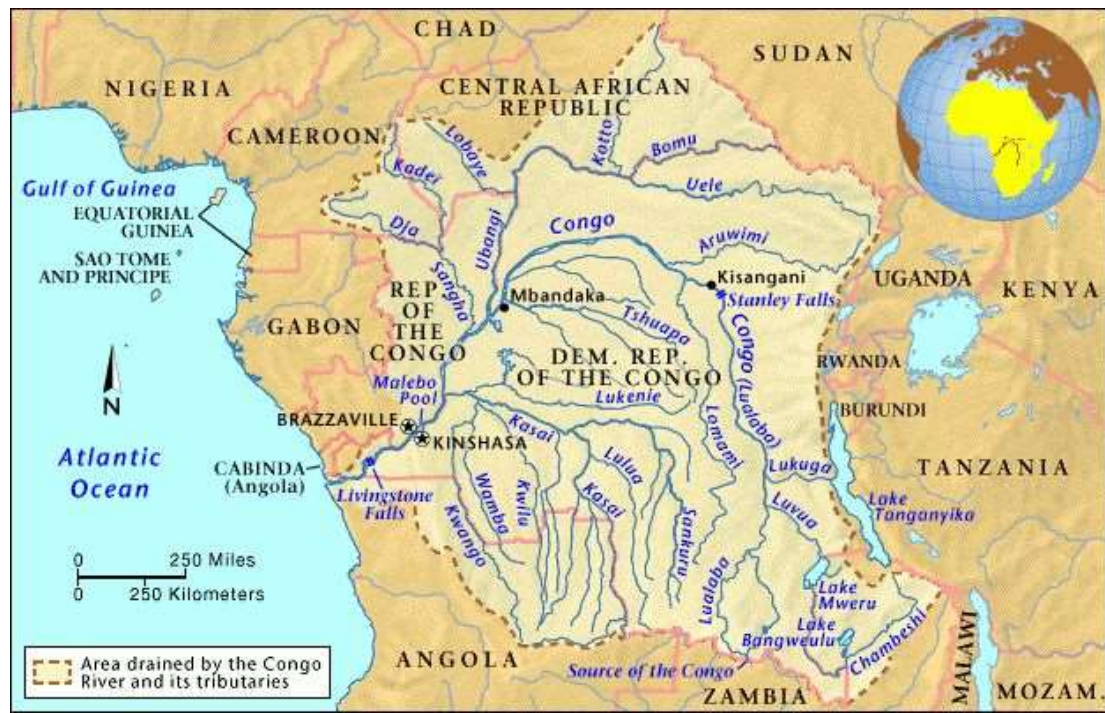 CHAD
SUDAN
NIGERIA
CENTRAL AFRICAN
REPUBLIC
CAMEROON
Lobaye
Kotto
Bomu
Kadei
Uele
Gulf of Guinea
EQUATORIAL
GUINEA
Dja
Ubangi
Congo
Aruwimi
SAO TOME
AND PRINCIPE
Sangha
Kisangani
UGANDA
KENYA
REP.
OF
THE
CONGO
Mbandaka
Stanley Falls
GABON
Tshuapa
Congo (Lualaba)
DEM. REP.
OF THE CONGO
RWANDA
N
Malebo
Pool
Lukenie
BURUNDI
BRAZZAVILLE
KINSHASA
Kasai
Lomami
Atlantic
Ocean
CABINDA
(Angola)
Lulua
Lukuga
TANZANIA
Livingstone
Falls
Wamba
Kwilu
Kasai
Luvua
Lake
Tanganyika
Kwango
Sankuru
0 250 Miles
0 250 Kilometers
Lualaba
Lake
Mweru
Lake
Bangweulu
Chambeshi
MALAWI
Area drained by the Congo
River and its tributaries
ANGOLA
Source of the Congo
ZAMBIA
MOZAM.